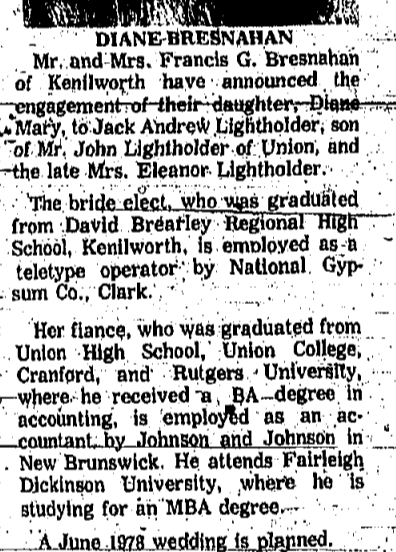 DIANE BRESNAHAN
Mr. and Mrs. Francis G. Bresnahan
of Kenilworth have announced the
engagement of their daughter, Diane
Mary, to Jack Andrew Lightholder, son
of Mr. John Lightholder of Union, and
the late Mrs. Eleanor Lightholder.
The bride elect, who was graduated
from David Brearley Regional High
School, Kenilworth, is employed as a
teletype operator by National Gyp-
sum Co., Clark.
Her fiance, who was graduated from
Union High School, Union College,
Cranford, and Rutgers University,
where he received a BA degree in
accounting, is employed as an ac-
countant by Johnson and Johnson in
New Brunswick. He attends Fairleigh
Dickinson University, where he is
studying for an MBA degree.
A June 1978 wedding is planned.